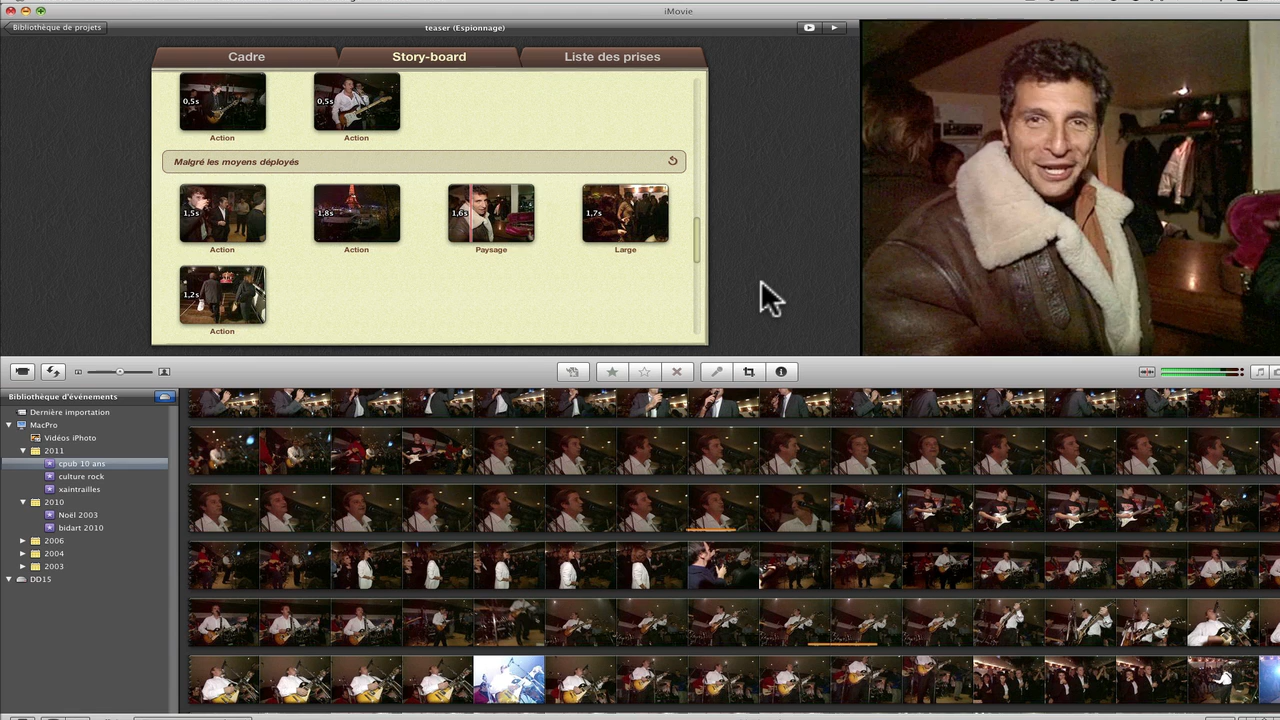 iMovie
Bibliothèque de projets
teaser (Espionnage)
Cadre
Story-board
Liste des prises
0,5s
0,5s
Action
Action
Malgré les moyens déployés
1,5s
1,8s
1,6s
1,7s
Action
Action
Paysage
Large
1,2s
Action
Bibliothèque d'événements
Dernière importation
MacPro
Vidéos iPhoto
2011
cpub 10 ans
culture rock
xaintrailles
2010
Noël 2003
bidart 2010
2006
2004
2003
DD15